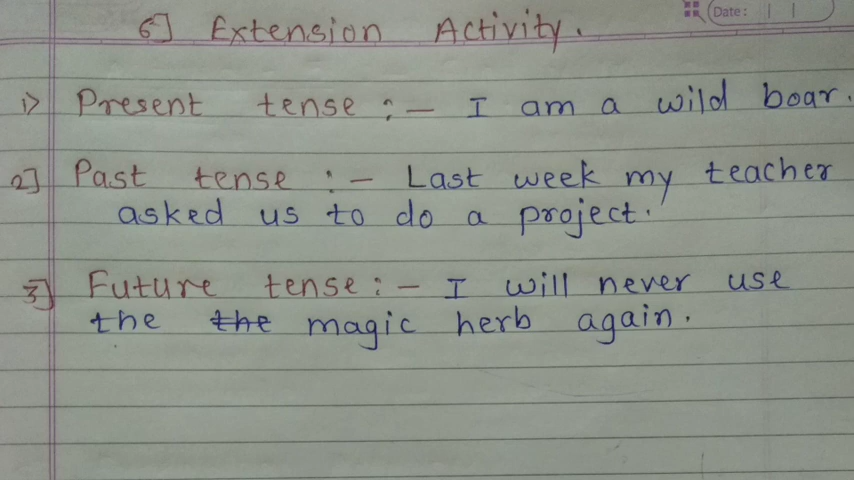 Date:
6] Extension Activity.
1> Present tense :- I am a wild boar.
2] Past tense :- Last week my teacher
asked us to do a project.
3] Future tense :- I will never use
the the magic herb again.